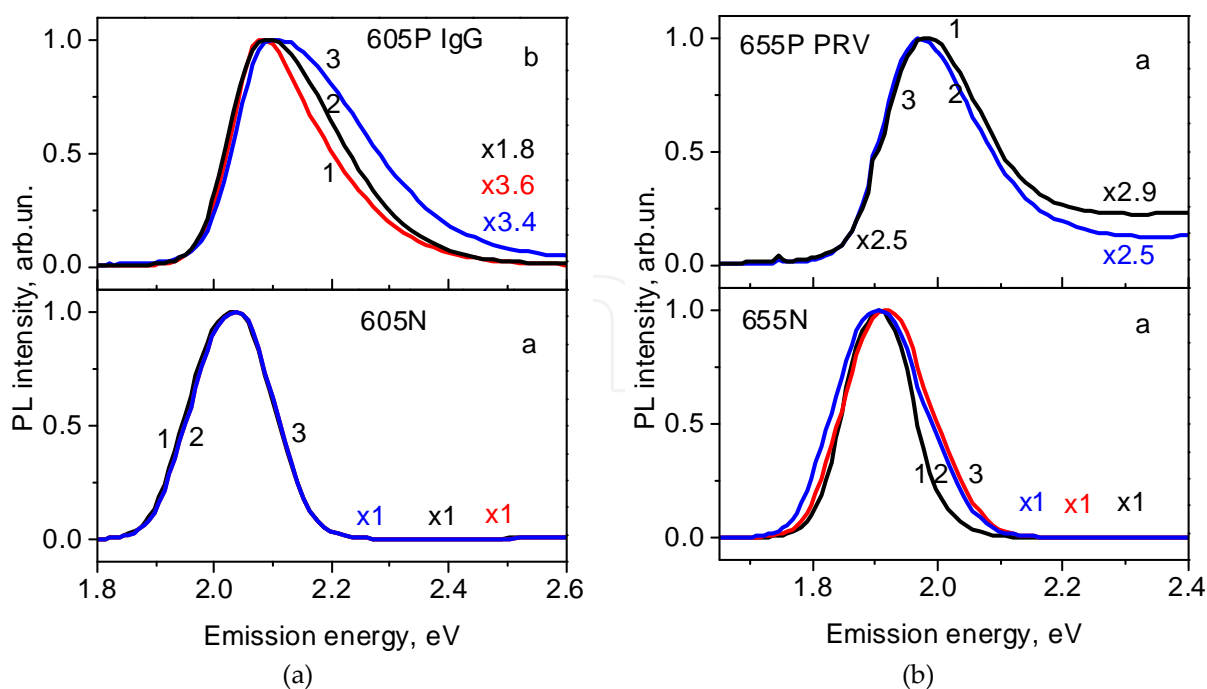 1.0
605P IgG
b
3
2
1
x1.8
x3.6
x3.4
0.5
0.0
PL intensity, arb.un.
1.0
605N
a
1
2
3
0.5
x1
x1
x1
0.0
1.8
2.0
2.2
2.4
2.6
Emission energy, eV
(a)
1.0
655P PRV
1
a
3
2
0.5
x2.9
x2.5
x2.5
0.0
PL intensity, arb.un.
1.0
655N
a
0.5
1
2
3
x1
x1
x1
0.0
1.8
2.0
2.2
2.4
Emission energy, eV
(b)